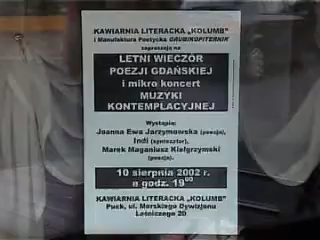 KAWIARNIA LITERACKA „KOLUMB"
i Manufaktura Poetycka GRUBIKOPITERNIK
zapraszają na
LETNI WIECZÓR
POEZJI GDAŃSKIEJ
i mikro koncert
MUZYKI
KONTEMPLACYJNEJ
Wystąpią:
Joanna Ewa Jarzymowska (poezja),
Indi (syntezator),
Marek Maganiusz Kiełgrzymski
(poezja).
10 sierpnia 2002 r.
o godz. 19⁰⁰
KAWIARNIA LITERACKA „KOLUMB"
Puck, ul. Morskiego Dywizjonu
Lotniczego 20